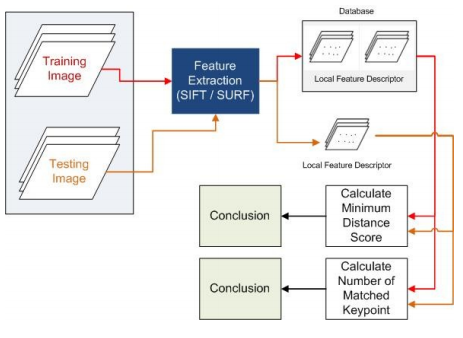 Database
Training
Image
Feature
Extraction
(SIFT / SURF)
Local Feature Descriptor
Testing
Image
Local Feature Descriptor
Conclusion
Calculate
Minimum
Distance
Score
Conclusion
Calculate
Number of
Matched
Keypoint